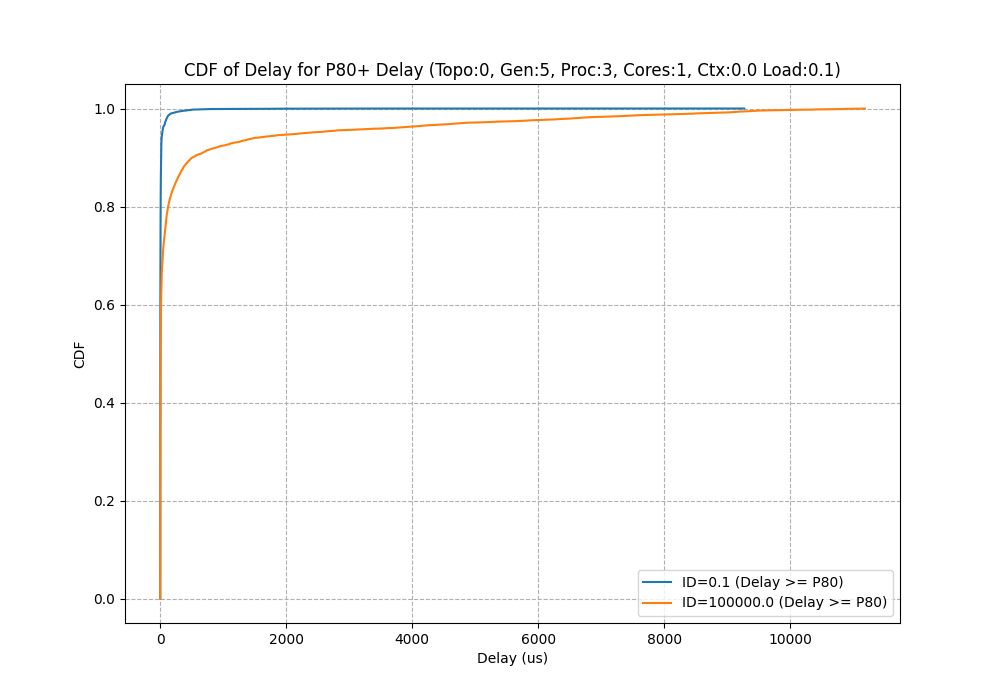 CDF of Delay for P80+ Delay (Topo:0, Gen:5, Proc:3, Cores:1, Ctx:0.0 Load:0.1)
CDF
1.0
0.8
0.6
0.4
0.2
0.0
0 2000 4000 6000 8000 10000
Delay (us)
ID=0.1 (Delay >= P80)
ID=100000.0 (Delay >= P80)